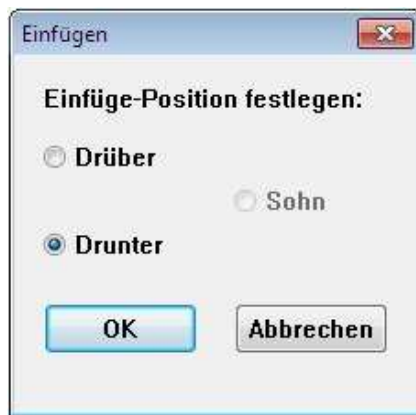 Einfügen
Einfüge-Position festlegen:
Drüber
Sohn
Drunter
OK Abbrechen